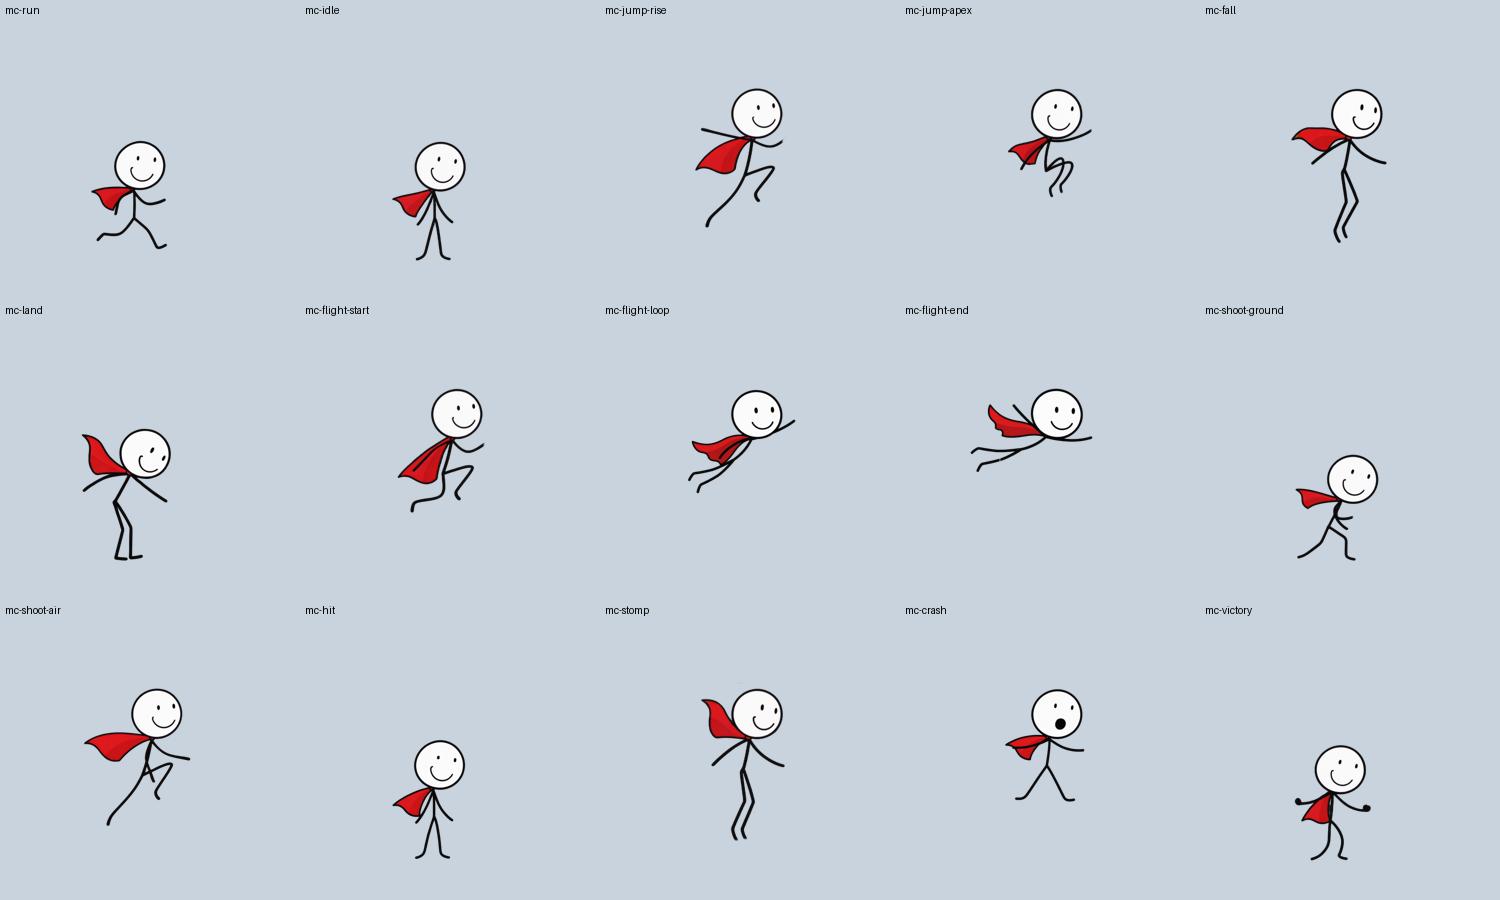 mc-run
mc-idle
mc-jump-rise
mc-jump-apex
mc-fall
mc-land
mc-flight-start
mc-flight-loop
mc-flight-end
mc-shoot-ground
mc-shoot-air
mc-hit
mc-stomp
mc-crash
mc-victory